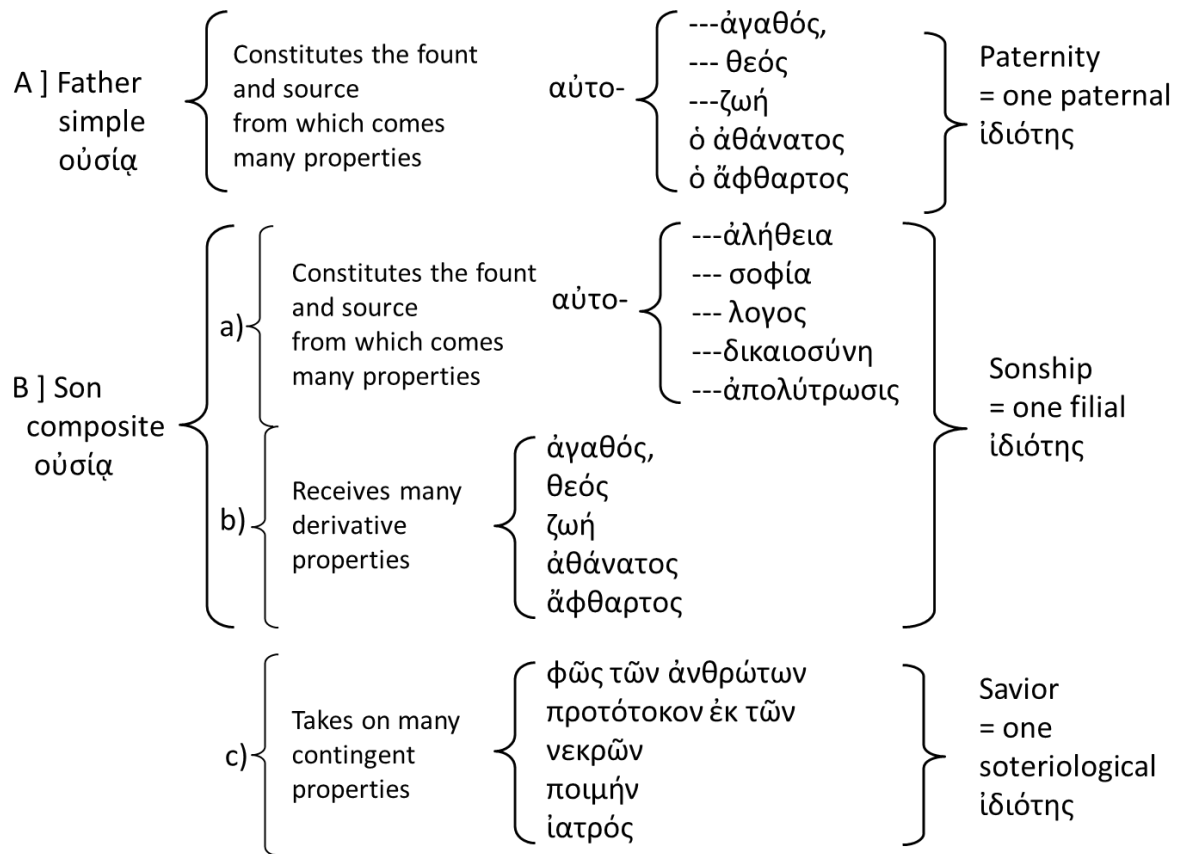 A ] Father
simple
οὐσίᾳ
Constitutes the fount
and source
from which comes
many properties
αὐτο-
---ἀγαθός,
--- θεός
---ζωή
ὁ ἀθάνατος
ὁ ἄφθαρτος
Paternity
= one paternal
ἰδιότης
B ] Son
composite
οὐσίᾳ
a)
Constitutes the fount
and source
from which comes
many properties
αὐτο-
---ἀλήθεια
--- σοφία
--- λογος
---δικαιοσύνη
---ἀπολύτρωσις
b)
Receives many
derivative
properties
ἀγαθός,
θεός
ζωή
ἀθάνατος
ἄφθαρτος
Sonship
= one filial
ἰδιότης
c)
Takes on many
contingent
properties
φῶς τῶν ἀνθρώτων
προτότοκον ἐκ τῶν
νεκρῶν
ποιμήν
ἰατρός
Savior
= one
soteriological
ἰδιότης